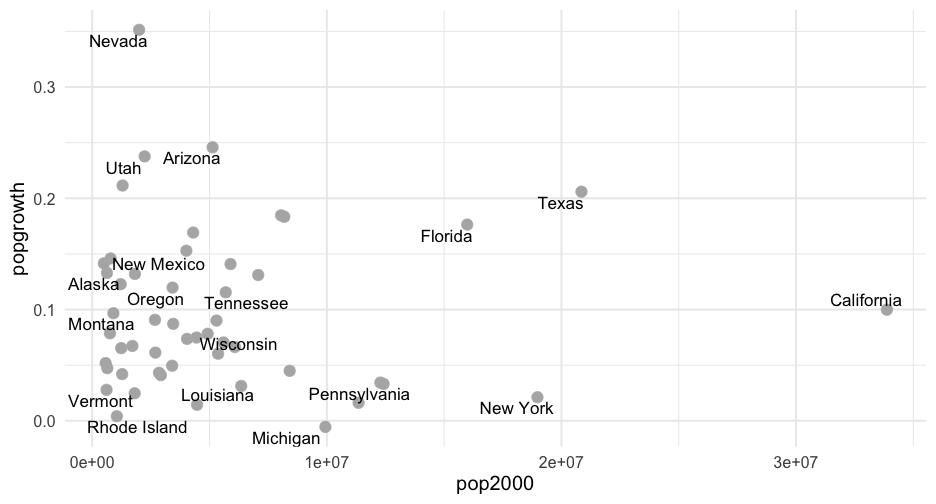 Nevada
0.3
Utah
Arizona
0.2
Texas
Florida
popgrowth
New Mexico
Alaska
Oregon
Tennessee
California
0.1
Montana
Wisconsin
Louisiana
Pennsylvania
Vermont
New York
0.0
Rhode Island
Michigan
0e+00
1e+07
2e+07
3e+07
pop2000